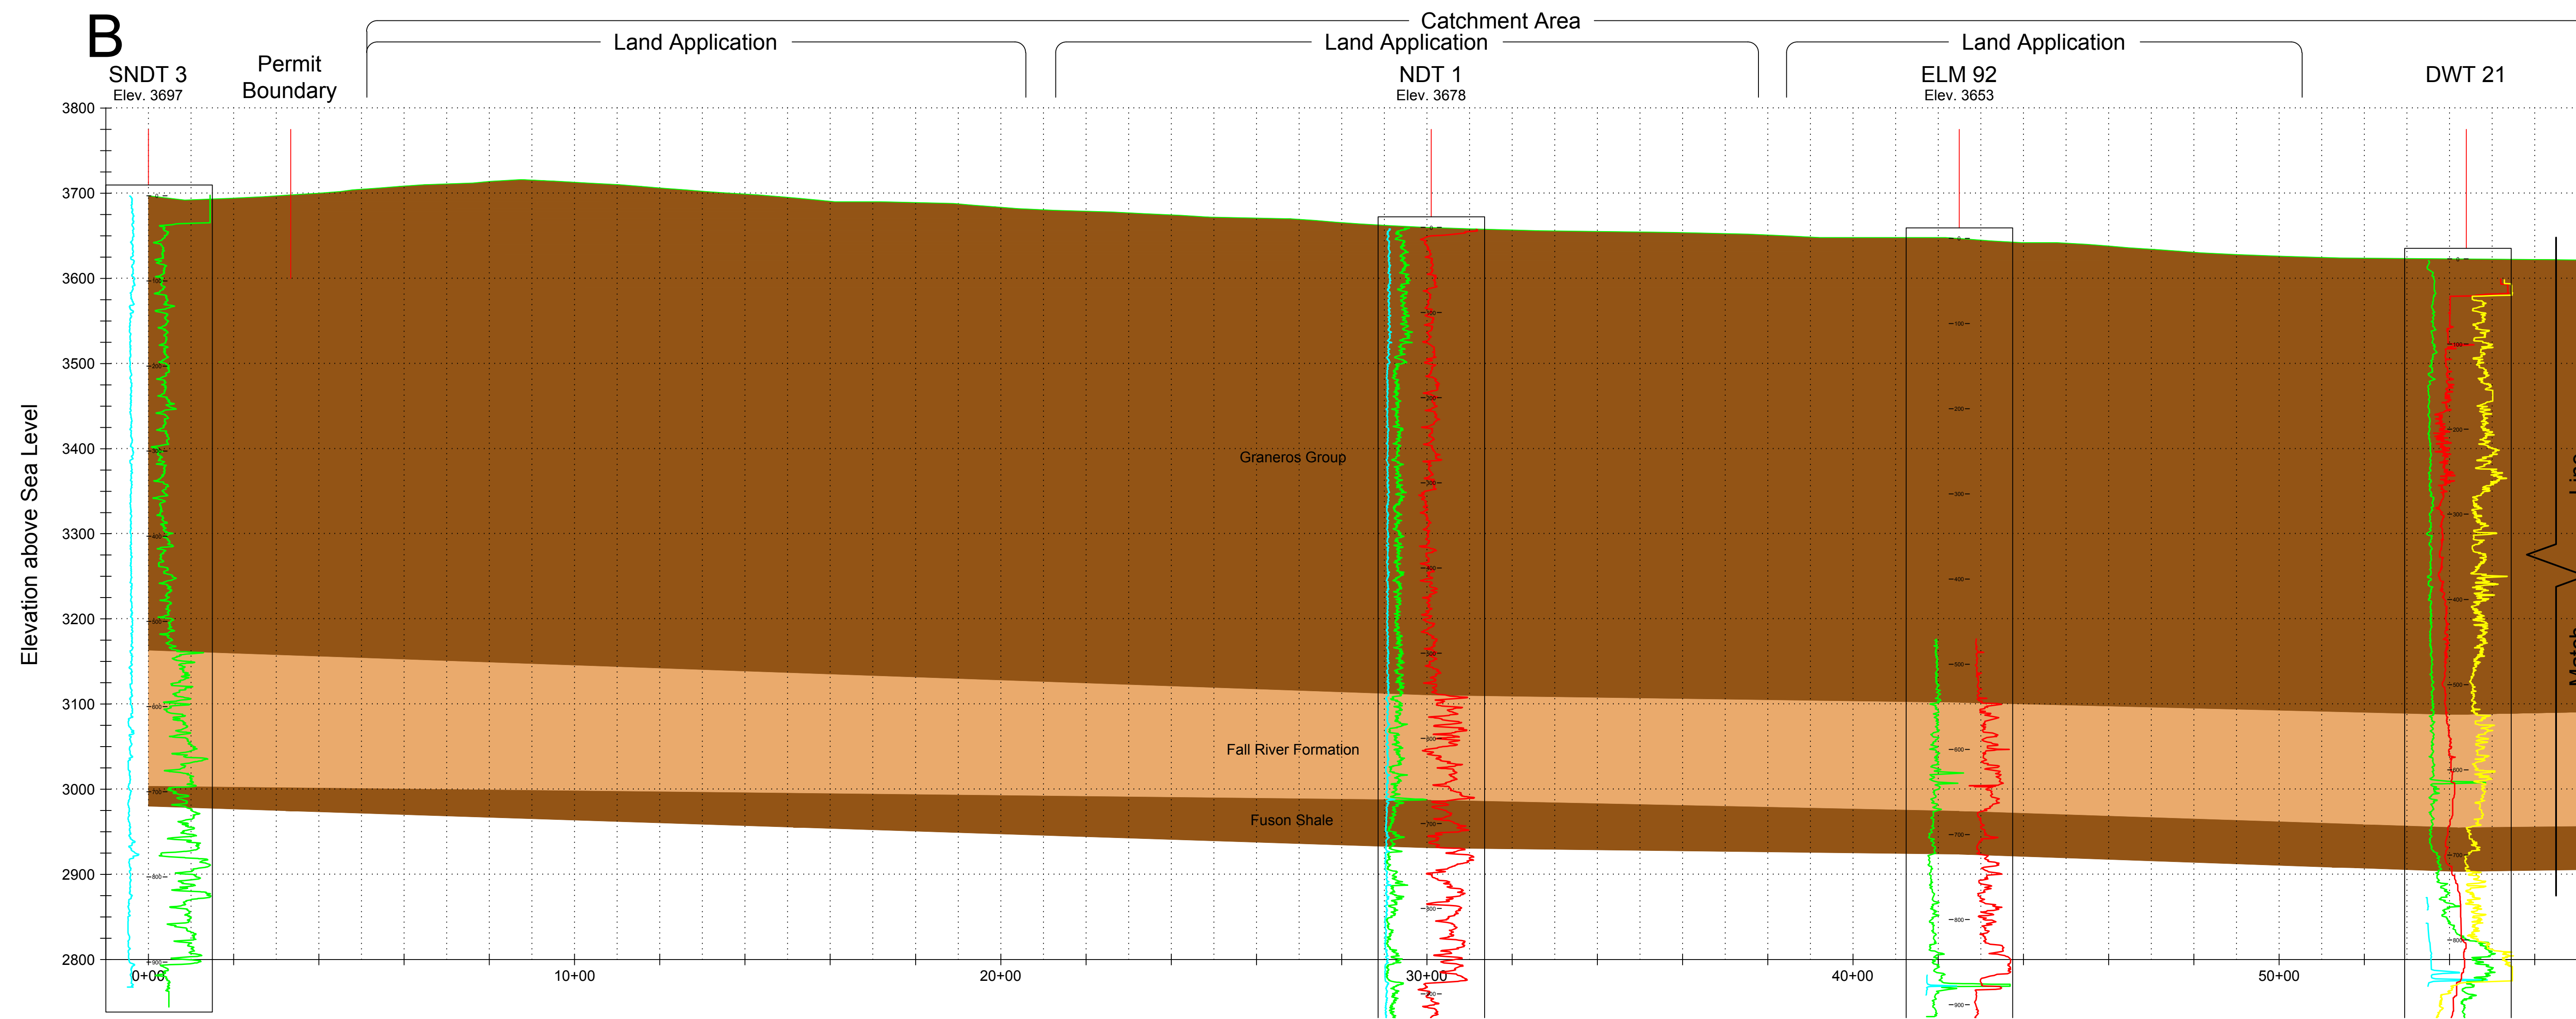 B
Catchment Area
Land Application
Land Application
Land Application
SNDT 3
Elev. 3697
Permit
Boundary
NDT 1
Elev. 3678
ELM 92
Elev. 3653
DWT 21
Elevation above Sea Level
3800
3700
3600
3500
3400
3300
3200
3100
3000
2900
2800
Graneros Group
Fall River Formation
Fuson Shale
0+00
10+00
20+00
30+00
40+00
50+00